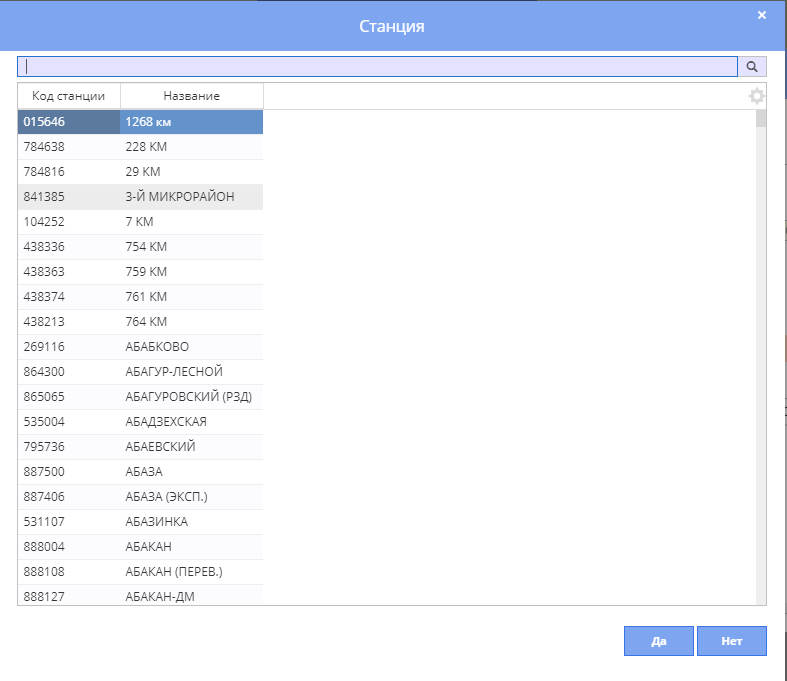 Станция
Код станции Название
015646 1268 км
784638 228 КМ
784816 29 КМ
841385 3-Й МИКРОРАЙОН
104252 7 КМ
438336 754 КМ
438363 759 КМ
438374 761 КМ
438213 764 КМ
269116 АБАБКОВО
864300 АБАГУР-ЛЕСНОЙ
865065 АБАГУРОВСКИЙ (РЗД)
535004 АБАДЗЕХСКАЯ
795736 АБАЕВСКИЙ
887500 АБАЗА
887406 АБАЗА (ЭКСП.)
531107 АБАЗИНКА
888004 АБАКАН
888108 АБАКАН (ПЕРЕВ.)
888127 АБАКАН-ДМ
Да Нет